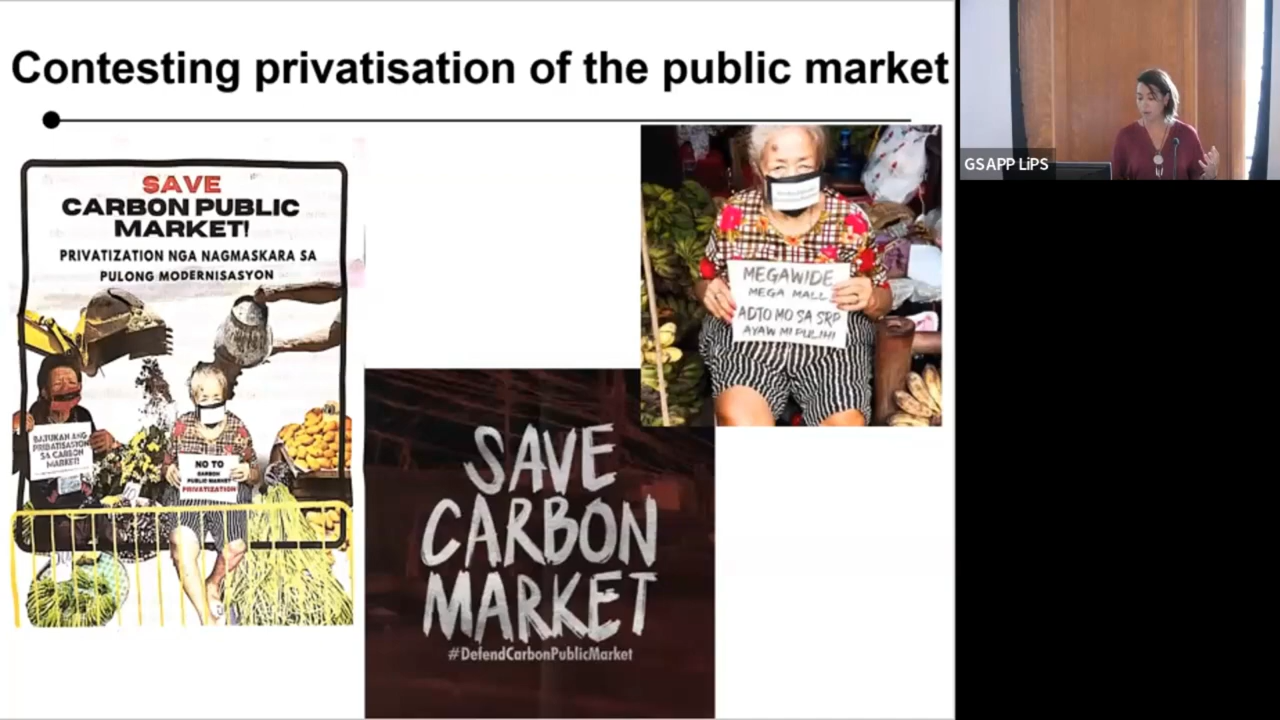 Contesting privatisation of the public market
SAVE
CARBON PUBLIC
MARKET!
PRIVATIZATION NGA NAGMASKARA SA
PULONG MODERNISASYON
BATUKAN ANG
PRIBATISASYON
SA CARBON
MARKET!
NO TO
CARBON
PUBLIC MARKET
PRIVATIZATION
SAVE
CARBON
MARKET
#DefendCarbonPublicMarket
MEGAWIDE
MEGA MALL
ADTO MO SA SRP
AYAW MI PULIHI
GSAPP LiPS